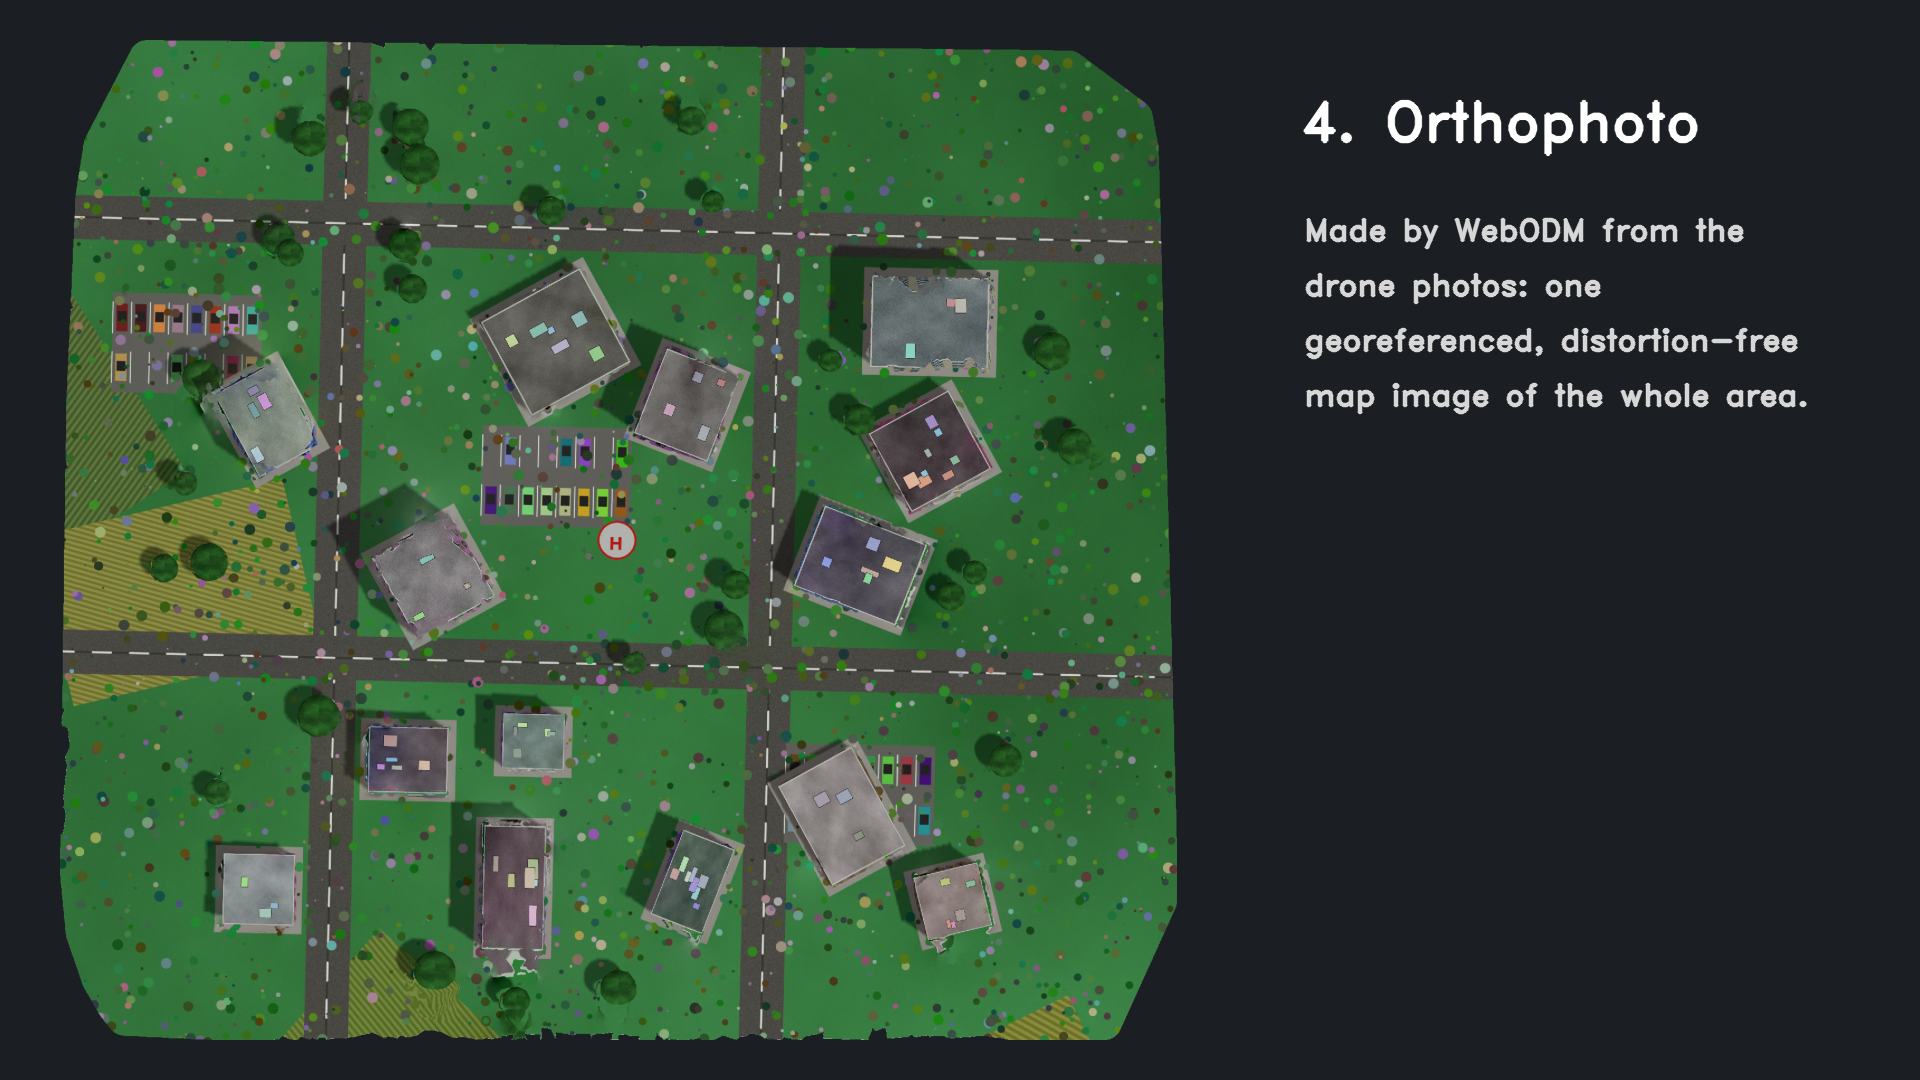 4. Orthophoto
Made by WebODM from the
drone photos: one
georeferenced, distortion-free
map image of the whole area.
H